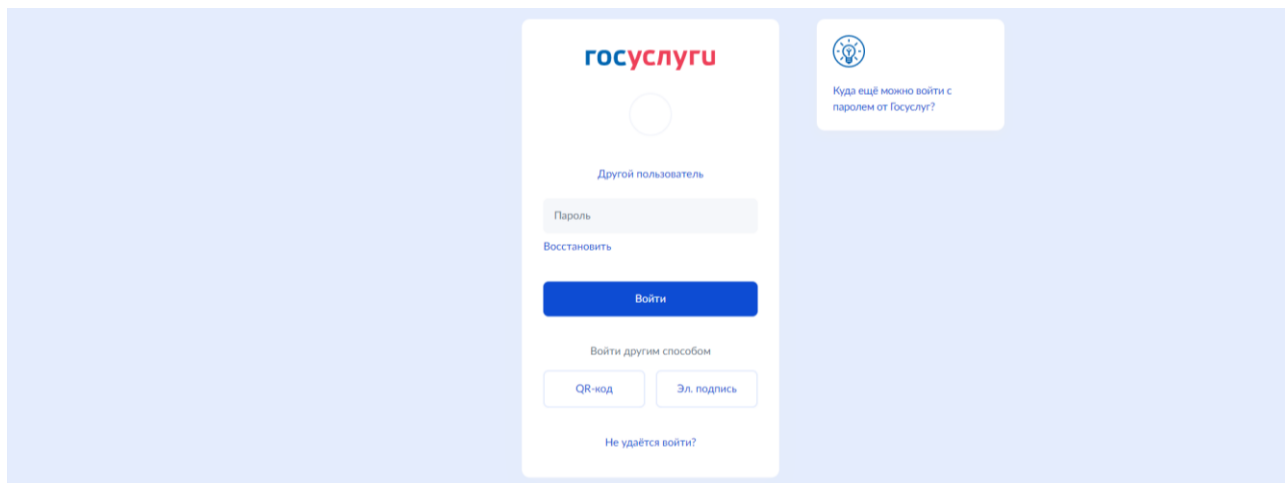 госуслуги
Другой пользователь
Пароль
Восстановить
Войти
Войти другим способом
QR-код
Эл. подпись
Не удаётся войти?
Куда ещё можно войти с
паролем от Госуслуг?